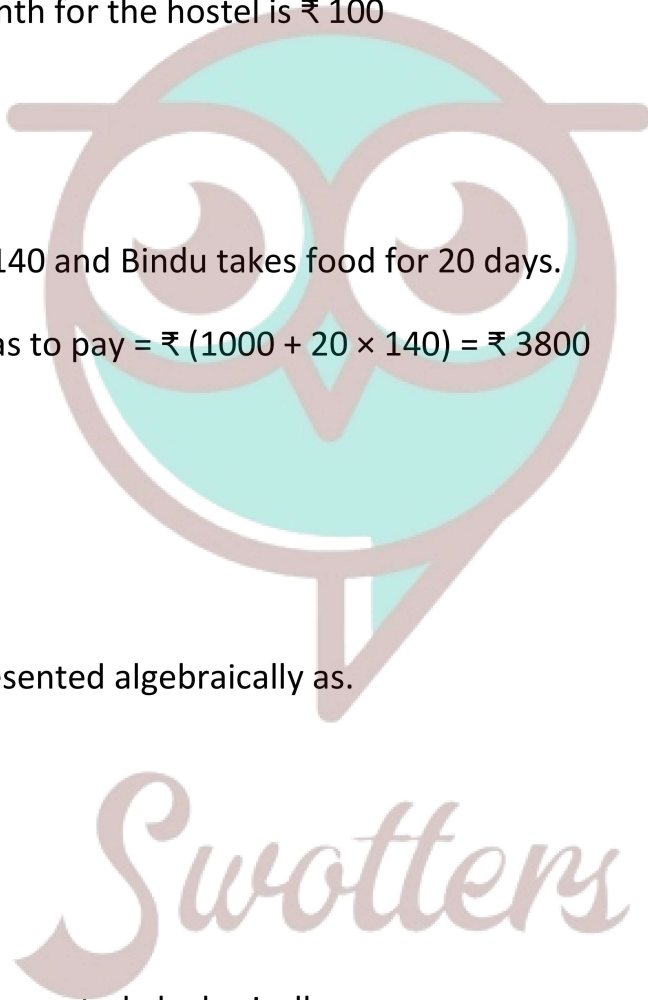 nth for the hostel is ₹ 100
140 and Bindu takes food for 20 days.
as to pay = ₹ (1000 + 20 × 140) = ₹ 3800
sented algebraically as.
Swotters